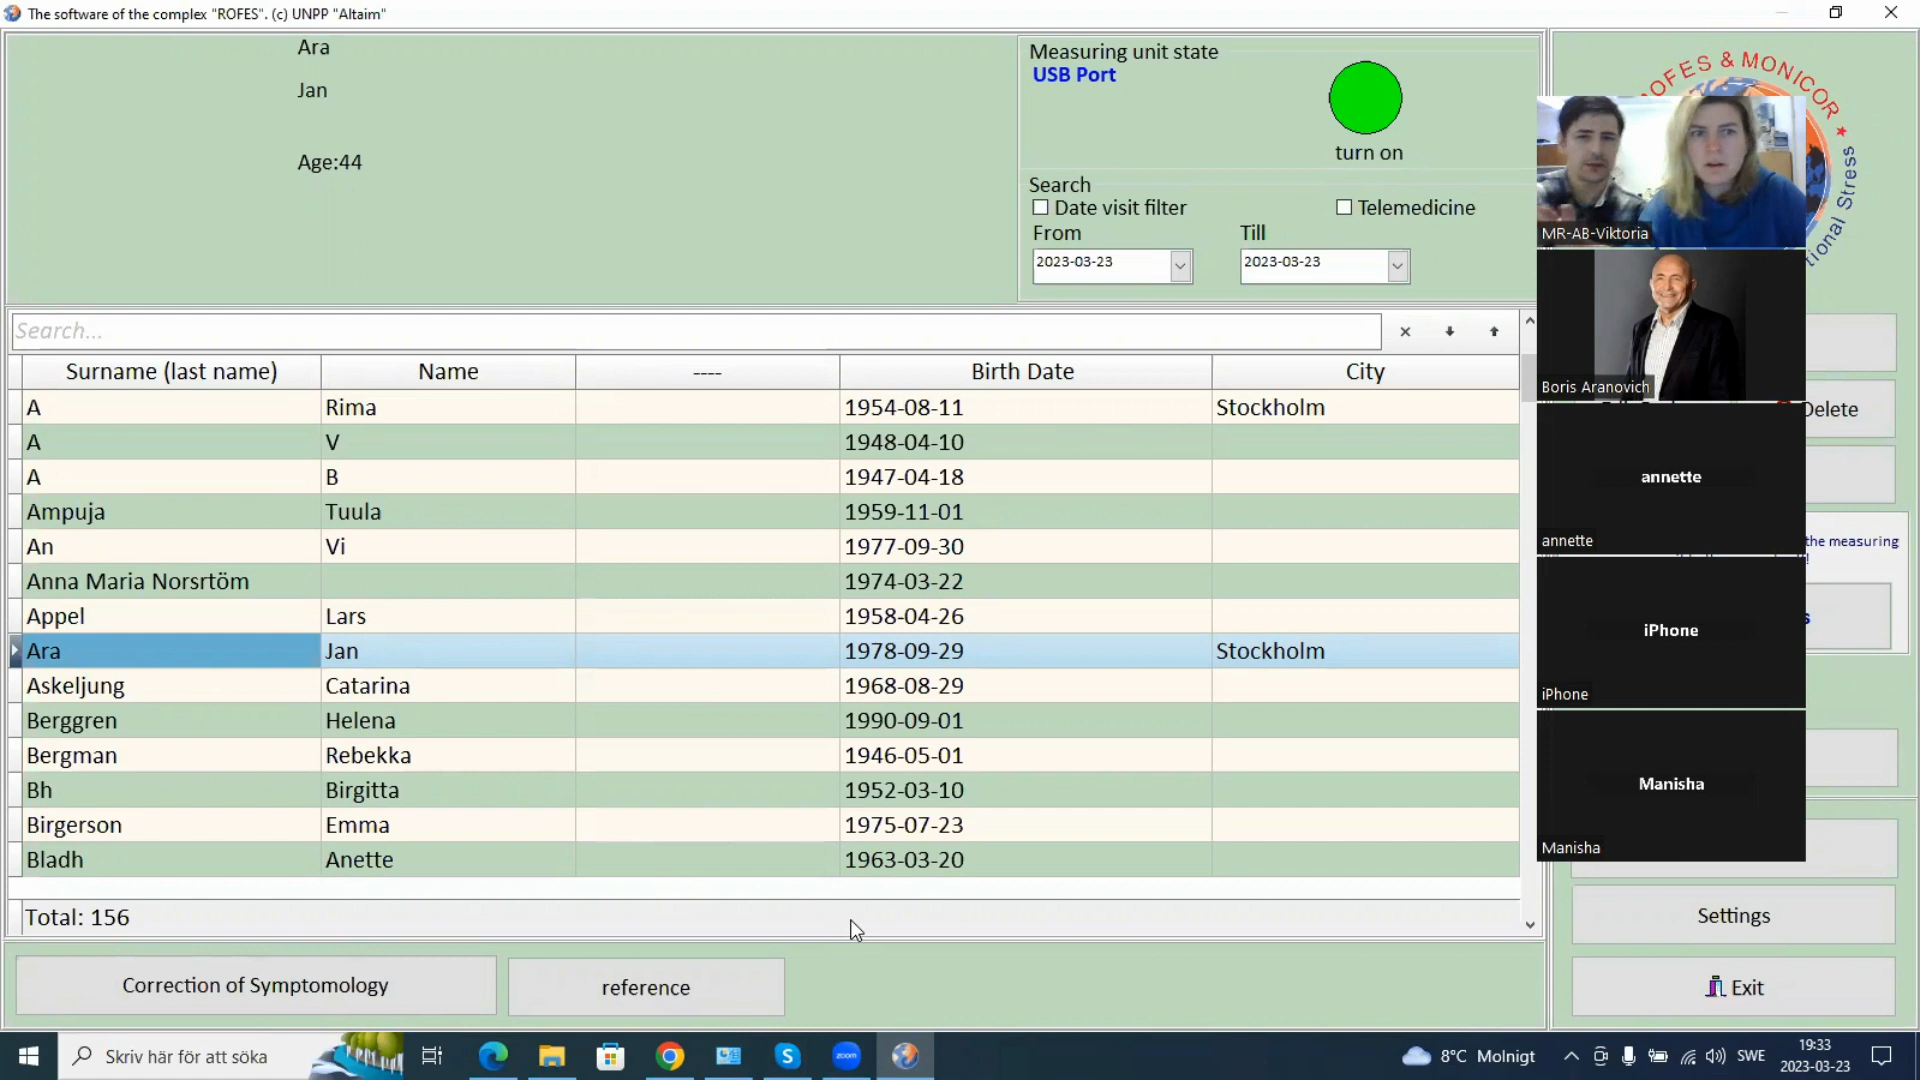 The software of the complex "ROFES". (c) UNPP "Altaim"
Ara
Jan
Age:44
Measuring unit state
USB Port
turn on
Search
Date visit filter
Telemedicine
From
Till
2023-03-23
2023-03-23
ROFES & MONICOR
Stress
MR-AB-Viktoria
Boris Aranovich
annette
annette
iPhone
iPhone
Manisha
Manisha
Search...
Surname (last name) Name ---- Birth Date City
A Rima 1954-08-11 Stockholm
A V 1948-04-10
A B 1947-04-18
Ampuja Tuula 1959-11-01
An Vi 1977-09-30
Anna Maria Norsrtöm 1974-03-22
Appel Lars 1958-04-26
Ara Jan 1978-09-29 Stockholm
Askeljung Catarina 1968-08-29
Berggren Helena 1990-09-01
Bergman Rebekka 1946-05-01
Bh Birgitta 1952-03-10
Birgerson Emma 1975-07-23
Bladh Anette 1963-03-20
Total: 156
Delete
the measuring
Settings
Exit
Correction of Symptomology
reference
Skriv här för att söka
8°C Molnigt
SWE
19:33
2023-03-23